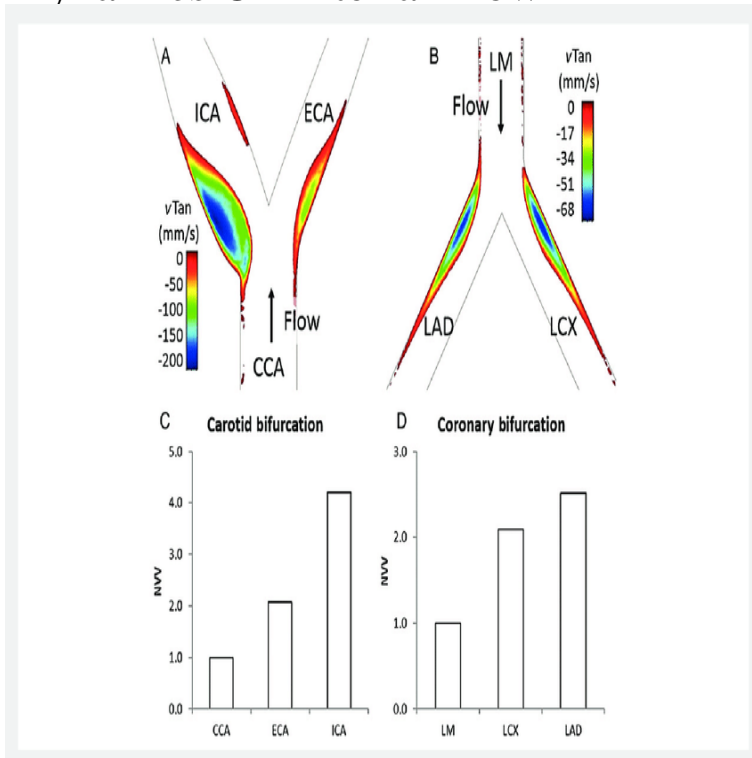 A
ICA
ECA
vTan
(mm/s)
0
-50
-100
-150
-200
Flow
CCA
B
LM
Flow
vTan
(mm/s)
0
-17
-34
-51
-68
LAD
LCX
C
Carotid bifurcation
5.0
4.0
3.0
2.0
1.0
0.0
NVV
CCA ECA ICA
D
Coronary bifurcation
3.0
2.0
1.0
0.0
NVV
LM LCX LAD